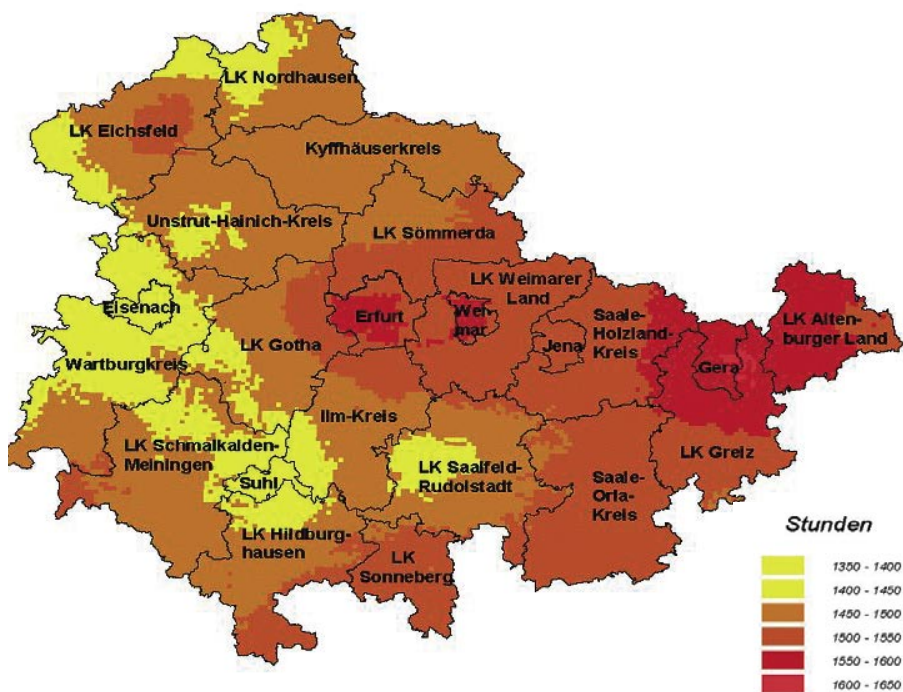 LK Nordhausen
LK Eichsfeld
Kyffhäuserkreis
Unstrut-Hainich-Kreis
LK Sömmerda
LK Weimarer
Land
Eisenach
Erfurt
Wei-
mar
Saale-
Holzland-
Kreis
LK Alten-
burger Land
LK Gotha
Jena
Gera
Wartburgkreis
Ilm-Kreis
LK Schmalkalden-
Meiningen
LK Saalfeld-
Rudolstadt
LK Greiz
Suhl
Saale-
Orla-
Kreis
LK Hildburg-
hausen
LK
Sonneberg
Stunden
1350 - 1400
1400 - 1450
1450 - 1500
1500 - 1550
1550 - 1600
1600 - 1650